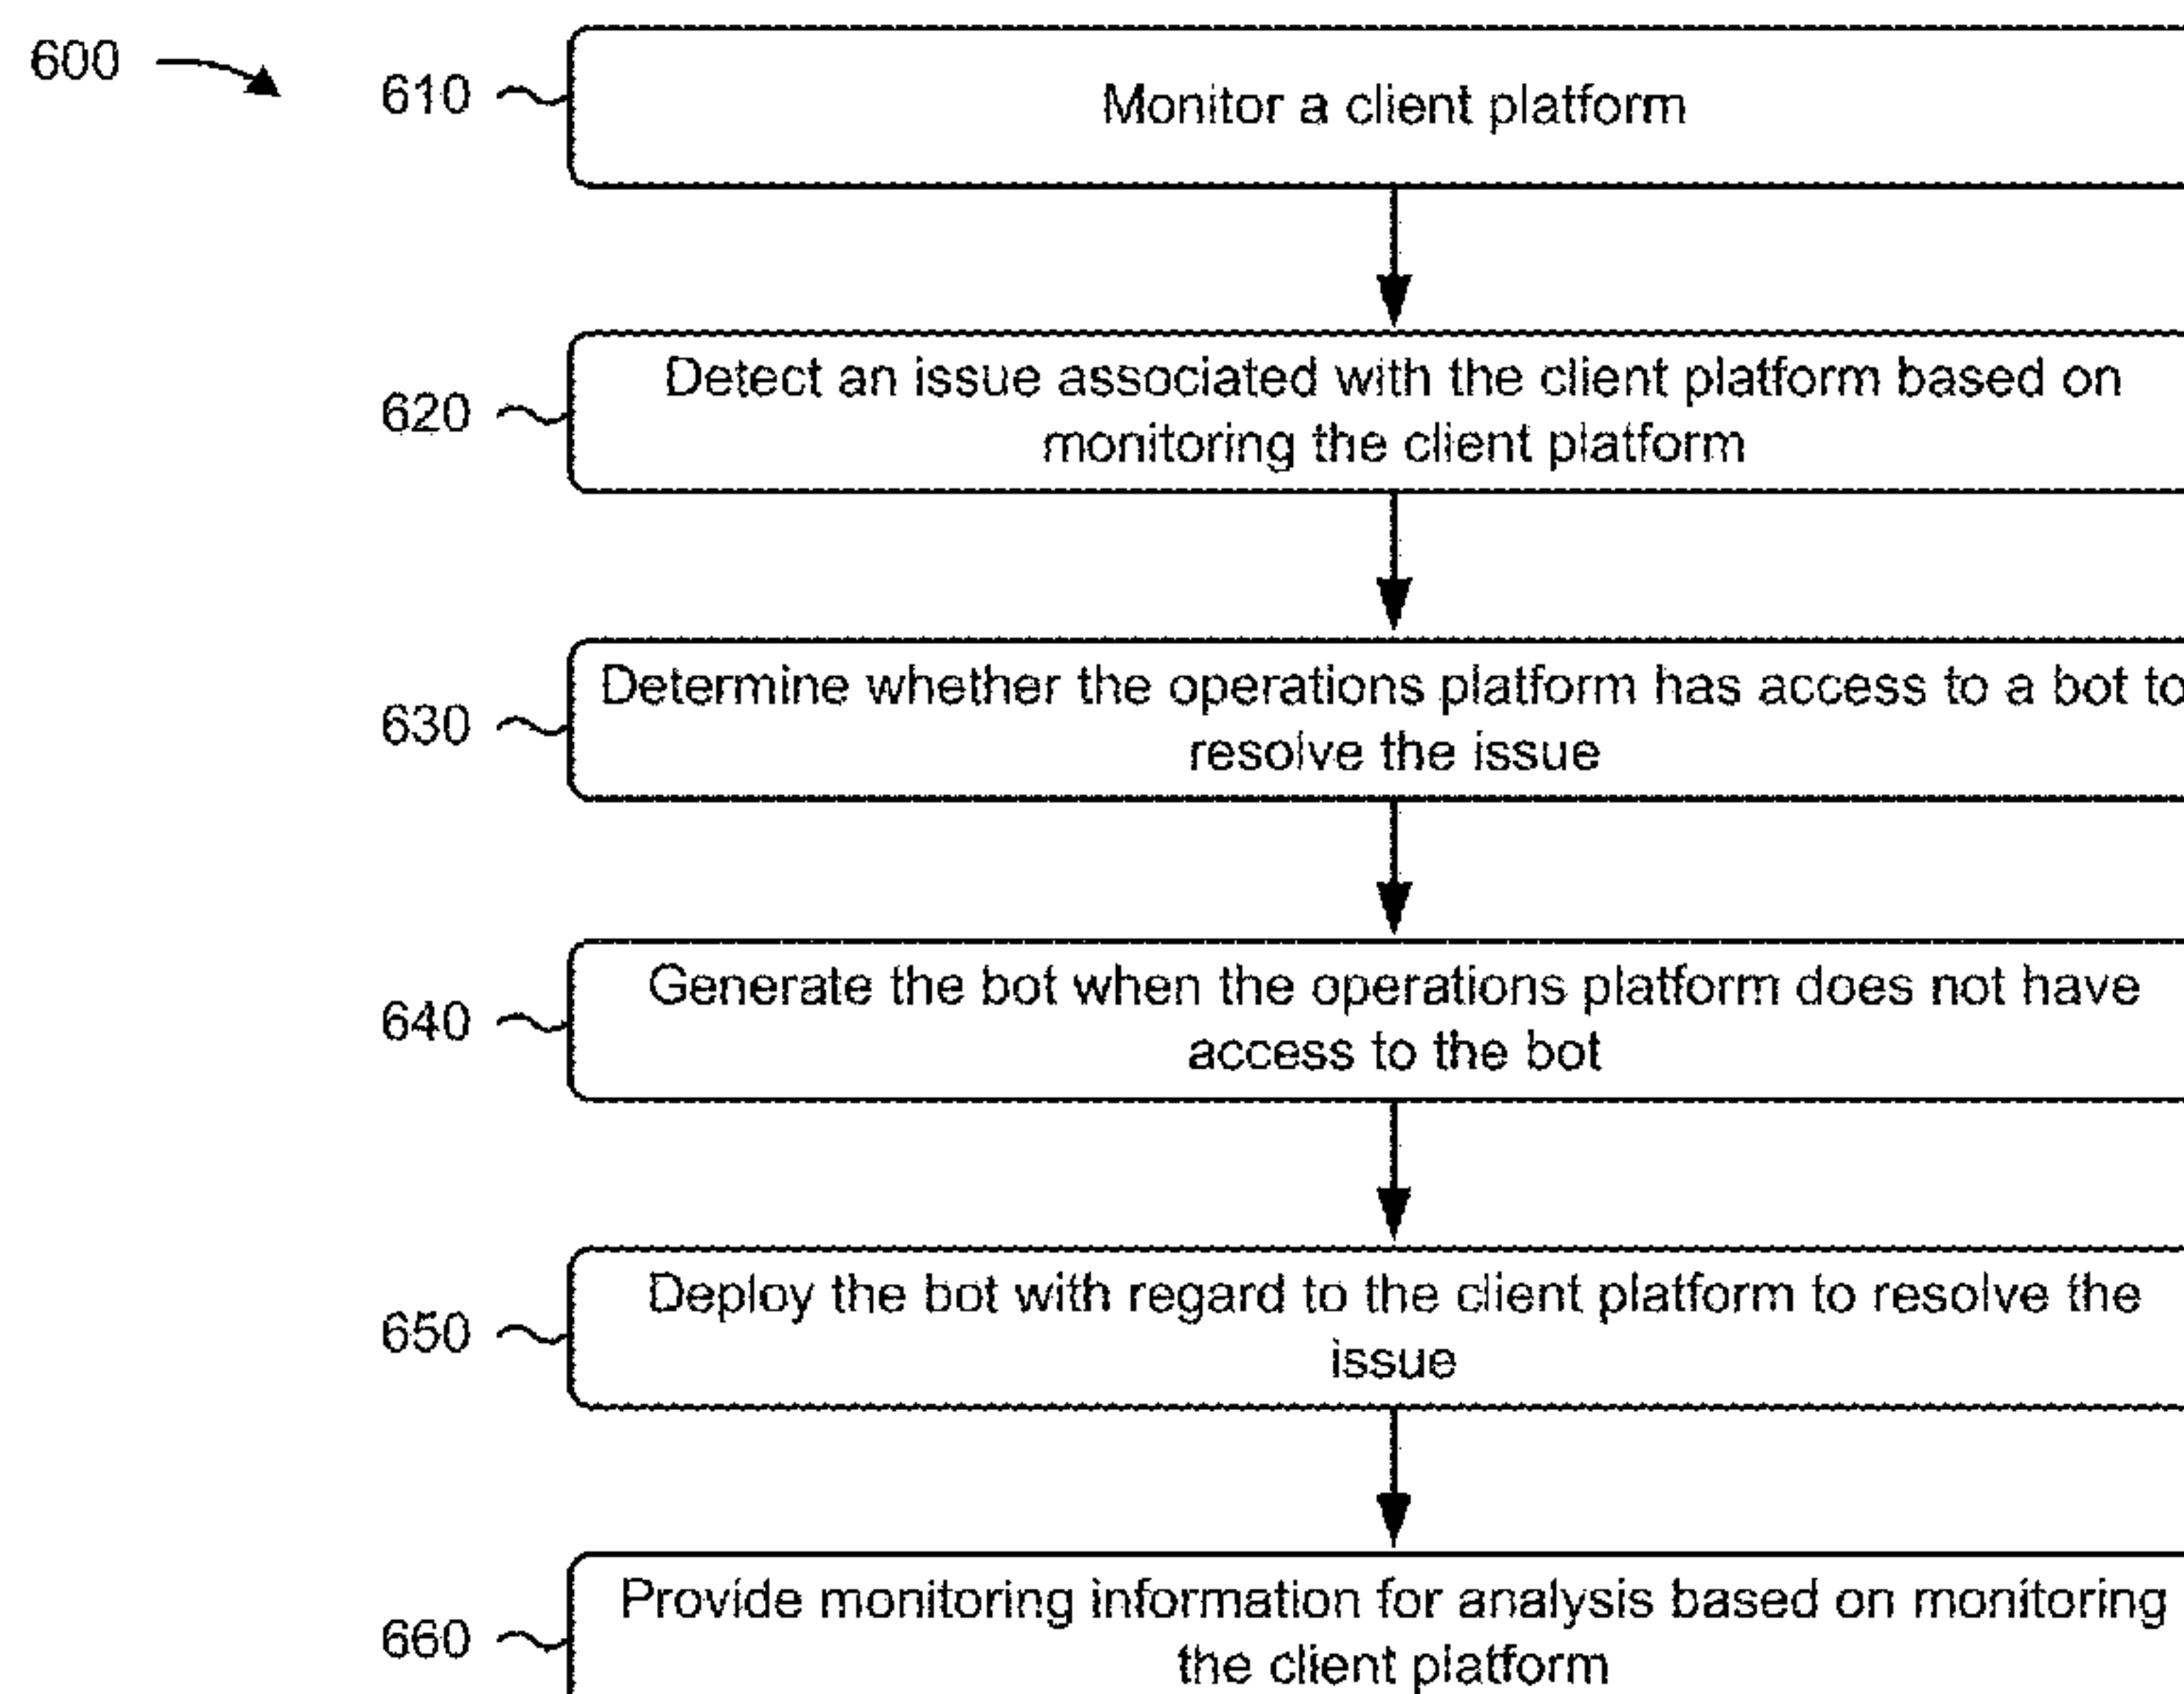 600
610
Monitor a client platform
620
Detect an issue associated with the client platform based on
monitoring the client platform
630
Determine whether the operations platform has access to a bot to
resolve the issue
640
Generate the bot when the operations platform does not have
access to the bot
650
Deploy the bot with regard to the client platform to resolve the
issue
660
Provide monitoring information for analysis based on monitoring
the client platform